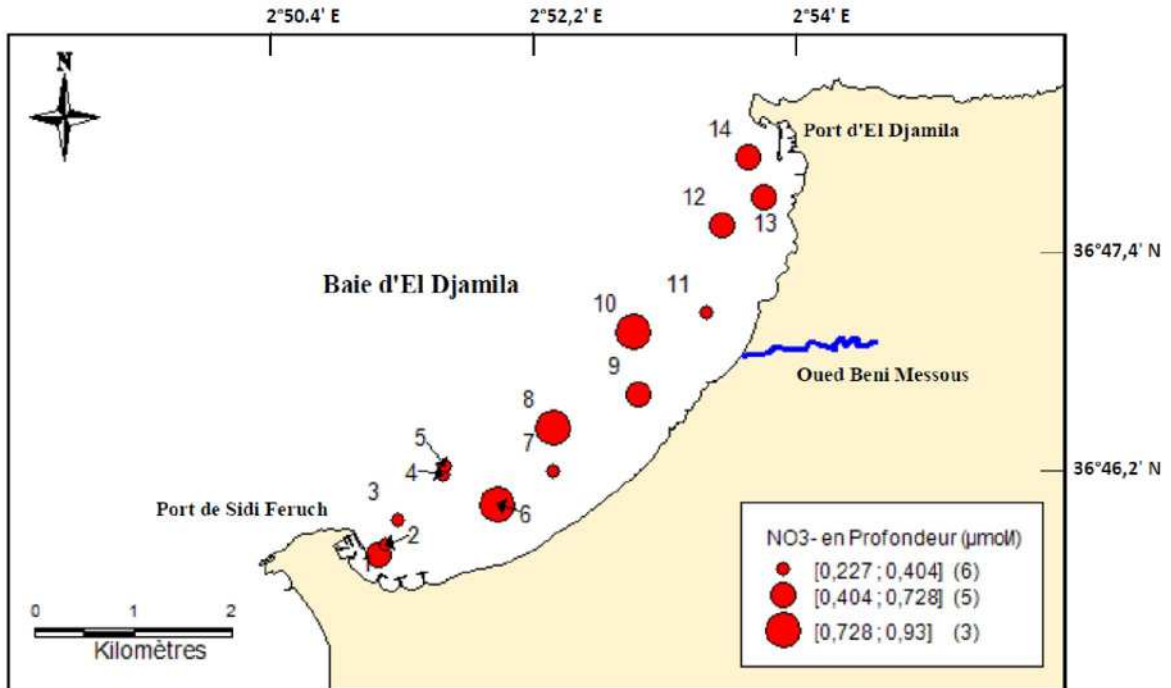 2°50.4' E
2°52,2' E
2°54' E
N
14
Port d'El Djamila
12
13
36°47,4' N
Baie d'El Djamila
11
10
9
Oued Beni Messous
8
7
5
4
36°46,2' N
3
6
Port de Sidi Feruch
2
1
NO3- en Profondeur (µmol/l)
[0,227 ; 0,404] (6)
[0,404 ; 0,728] (5)
[0,728 ; 0,93] (3)
0 1 2
Kilomètres